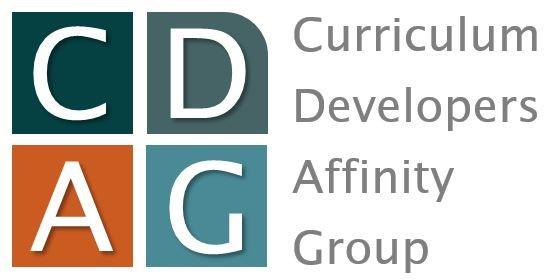 CD Curriculum
Developers
AG Affinity
Group